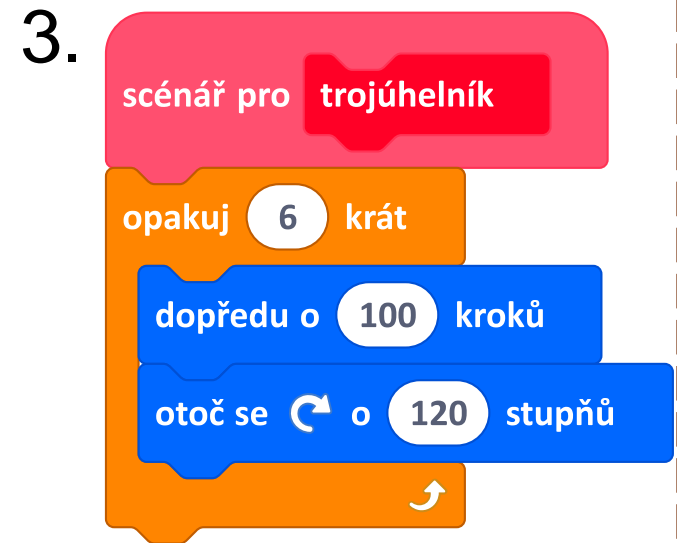 3.
scénář pro trojúhelník
opakuj 6 krát
dopředu o 100 kroků
otoč se o 120 stupňů